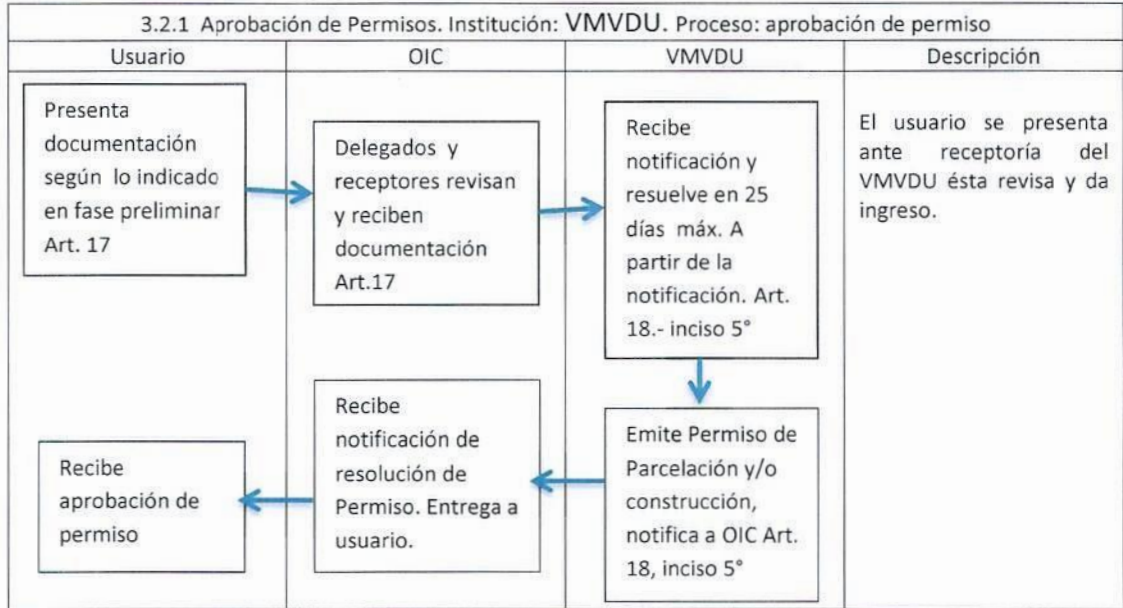 3.2.1 Aprobación de Permisos. Institución: VMVDU. Proceso: aprobación de permiso
Usuario
OIC
VMVDU
Descripción
Presenta
documentación
según lo indicado
en fase preliminar
Art. 17
Delegados y
receptores revisan
y reciben
documentación
Art.17
Recibe
notificación y
resuelve en 25
días máx. A
partir de la
notificación. Art.
18.- inciso 5°
El usuario se presenta
ante receptoría del
VMVDU ésta revisa y da
ingreso.
Recibe
aprobación de
permiso
Recibe
notificación de
resolución de
Permiso. Entrega a
usuario.
Emite Permiso de
Parcelación y/o
construcción,
notifica a OIC Art.
18, inciso 5°